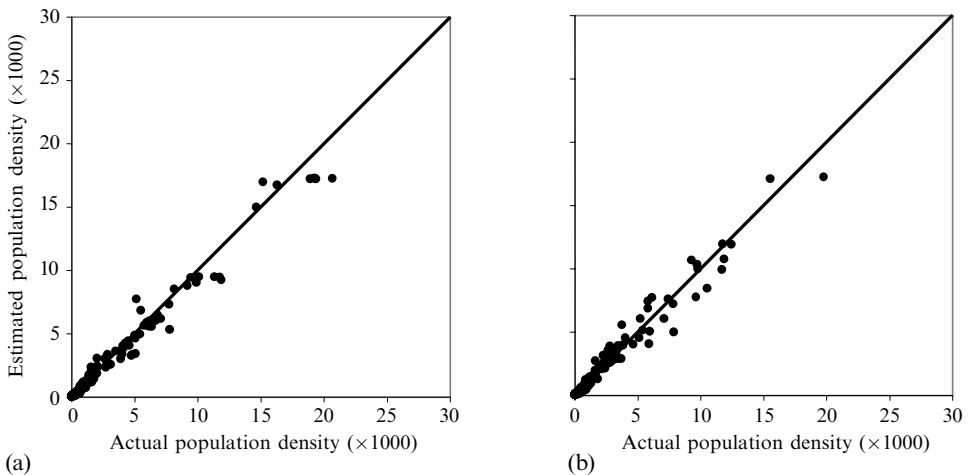 30
25
20
15
10
5
0
Estimated population density (×1000)
0 5 10 15 20 25 30
Actual population density (×1000)
(a)
0 5 10 15 20 25 30
Actual population density (×1000)
(b)